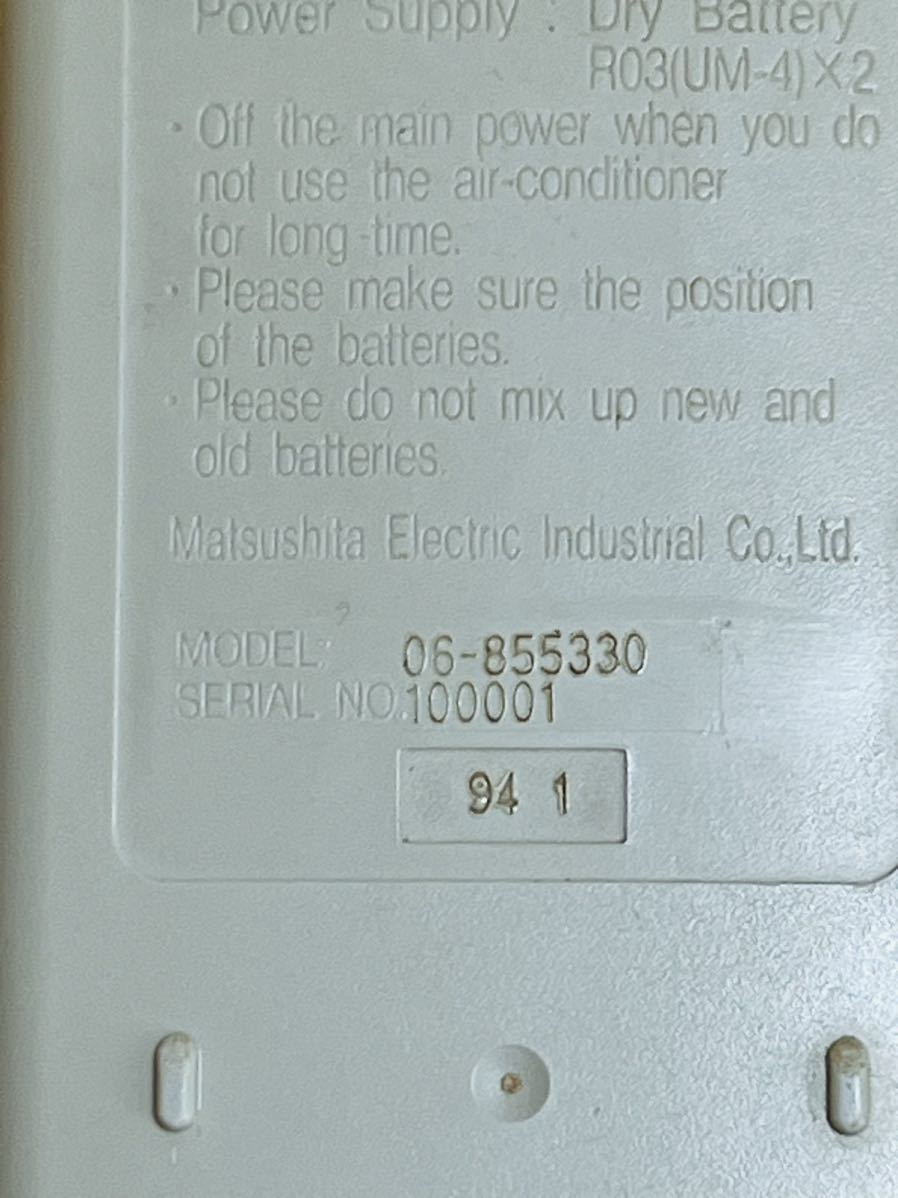 Power Supply : Dry Battery
R03(UM-4)×2
・Off the main power when you do
not use the air-conditioner
for long-time.
・Please make sure the position
of the batteries.
・Please do not mix up new and
old batteries.
Matsushita Electric Industrial Co.,Ltd.
MODEL: 06-855330
SERIAL NO.100001
94 1